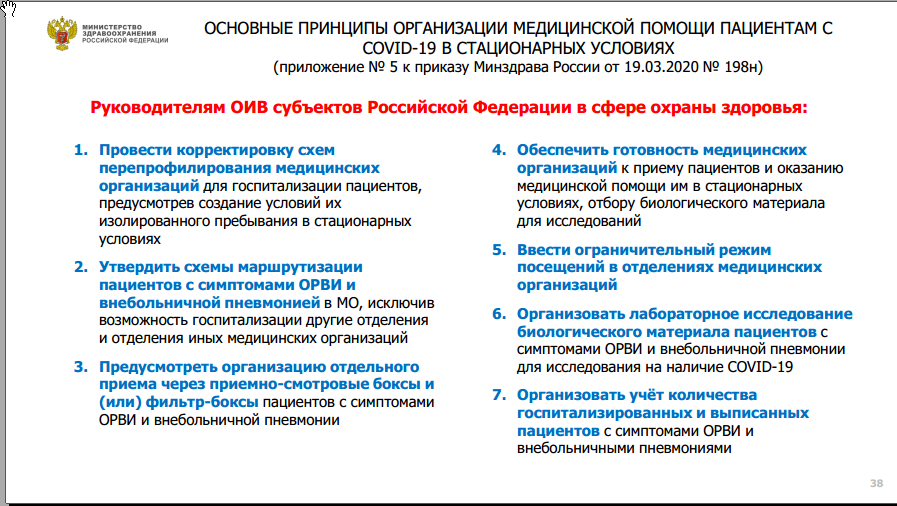 МИНИСТЕРСТВО
ЗДРАВООХРАНЕНИЯ
РОССИЙСКОЙ ФЕДЕРАЦИИ
ОСНОВНЫЕ ПРИНЦИПЫ ОРГАНИЗАЦИИ МЕДИЦИНСКОЙ ПОМОЩИ ПАЦИЕНТАМ С
COVID-19 В СТАЦИОНАРНЫХ УСЛОВИЯХ
(приложение № 5 к приказу Минздрава России от 19.03.2020 № 198н)
Руководителям ОИВ субъектов Российской Федерации в сфере охраны здоровья:
1. Провести корректировку схем
перепрофилирования медицинских
организаций для госпитализации пациентов,
предусмотрев создание условий их
изолированного пребывания в стационарных
условиях
2. Утвердить схемы маршрутизации
пациентов с симптомами ОРВИ и
внебольничной пневмонией в МО, исключив
возможность госпитализации другие отделения
и отделения иных медицинских организаций
3. Предусмотреть организацию отдельного
приема через приемно-смотровые боксы и
(или) фильтр-боксы пациентов с симптомами
ОРВИ и внебольничной пневмонии
4. Обеспечить готовность медицинских
организаций к приему пациентов и оказанию
медицинской помощи им в стационарных
условиях, отбору биологического материала
для исследований
5. Ввести ограничительный режим
посещений в отделениях медицинских
организаций
6. Организовать лабораторное исследование
биологического материала пациентов с
симптомами ОРВИ и внебольничной пневмонии
для исследования на наличие COVID-19
7. Организовать учёт количества
госпитализированных и выписанных
пациентов с симптомами ОРВИ и
внебольничными пневмониями
38